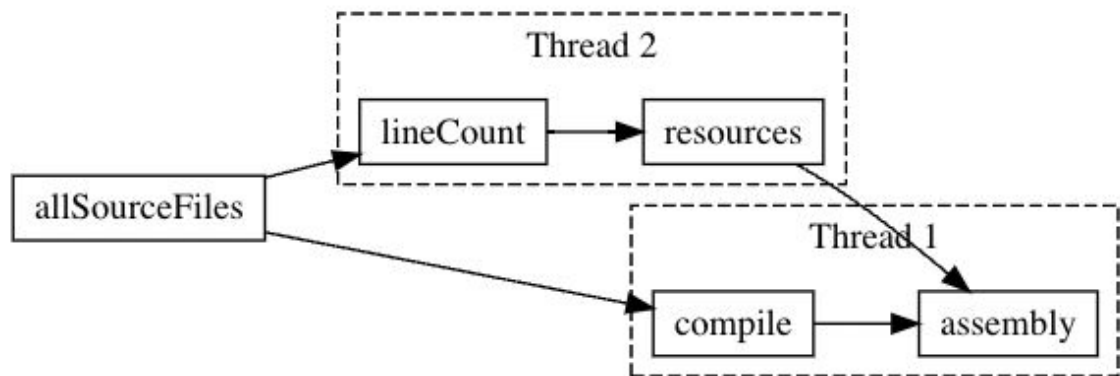 Thread 2
lineCount
resources
allSourceFiles
Thread 1
compile
assembly